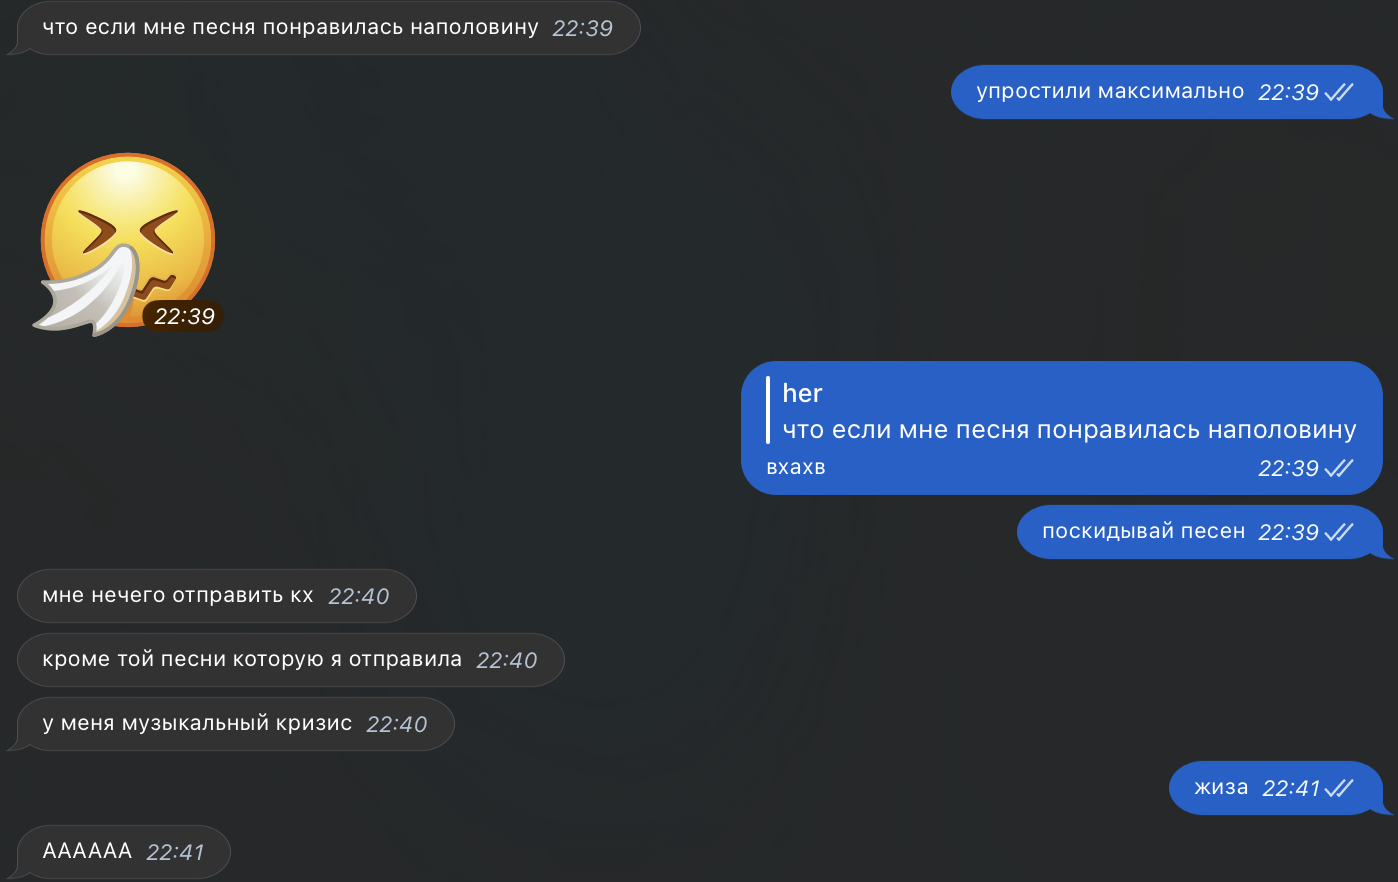 что если мне песня понравилась наполовину 22:39
упростили максимально 22:39
22:39
her
что если мне песня понравилась наполовину
вхахв 22:39
поскидывай песен 22:39
мне нечего отправить кх 22:40
кроме той песни которую я отправила 22:40
у меня музыкальный кризис 22:40
жиза 22:41
АААААА 22:41